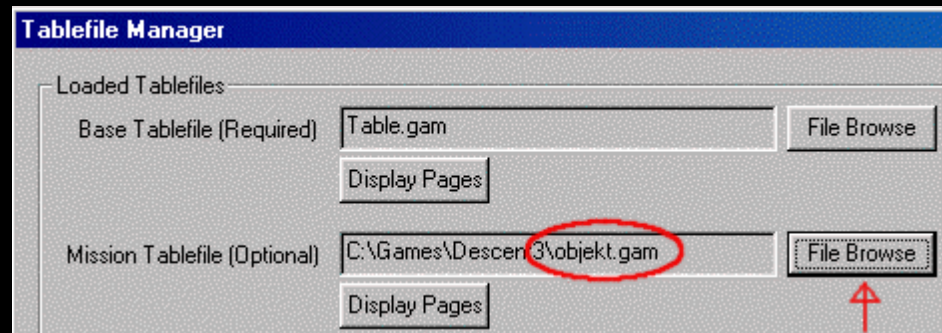 Tablefile Manager
Loaded Tablefiles
Base Tablefile (Required) Table.gam File Browse
Display Pages
Mission Tablefile (Optional) C:\Games\Descent3\objekt.gam File Browse
Display Pages